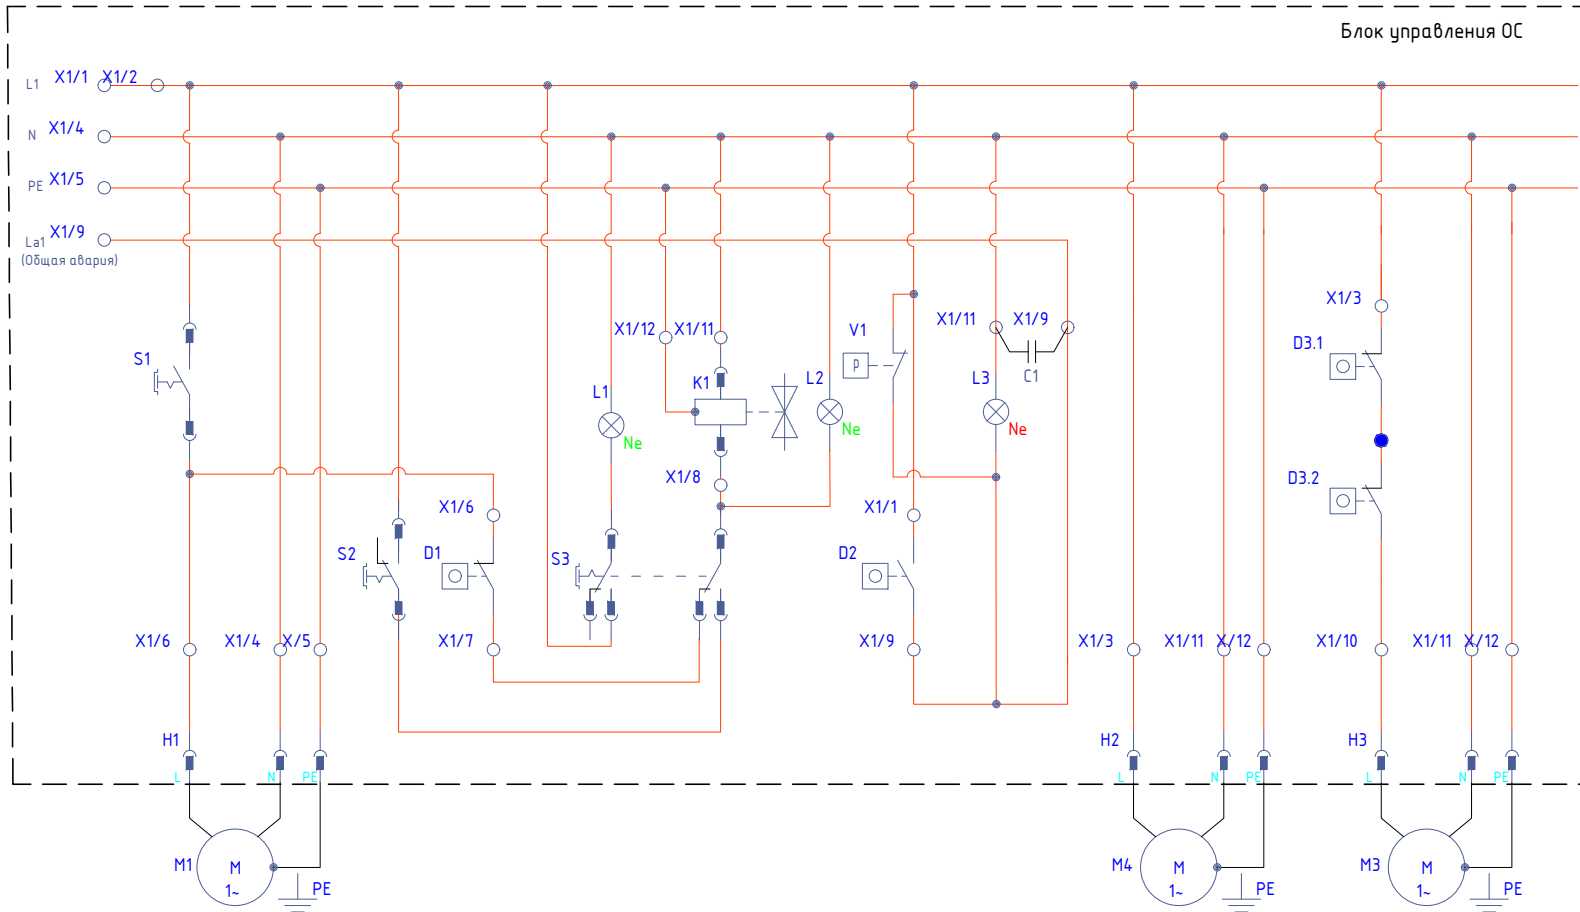 Блок управления ОС
L1 X1/1 X1/2
N X1/4
PE X1/5
La1 X1/9
(Общая авария)
X1/3
X1/12 X1/11 V1 X1/11 X1/9
S1 D3.1
P
L1 K1 L2 L3 C1
Ne Ne Ne
X1/8 D3.2
X1/6 X1/1
S2 D1 S3 D2
X1/6 X1/4 X/5 X1/7 X1/9 X1/3 X1/11 X/12 X1/10 X1/11 X/12
H1 H2 H3
L N PE L N PE L N PE
M1 M M4 M M3 M
1~ PE 1~ PE 1~ PE